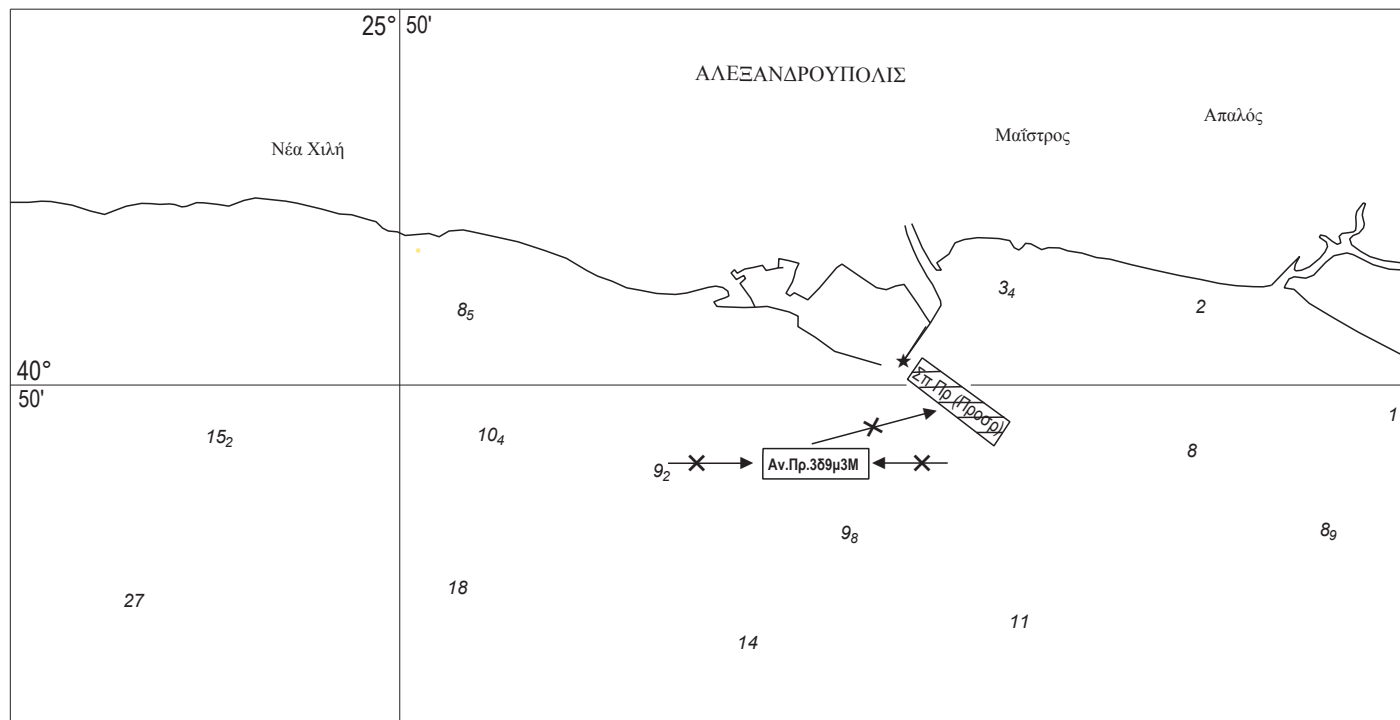 25° 50'
ΑΛΕΞΑΝΔΡΟΥΠΟΛΙΣ
Απαλός
Μαΐστρος
Νέα Χιλή
3₄
8₅
2
40°
50'
Σπ Πρ (Προσρ)
1
15₂
10₄
8
9₂
Αν.Πρ.3δ9μ3Μ
9₈
8₉
18
27
11
14